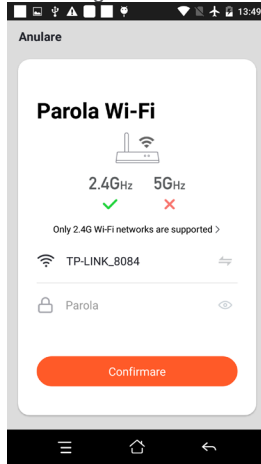 13:49
Anulare
Parola Wi-Fi
2.4GHz 5GHz
Only 2.4G Wi-Fi networks are supported >
TP-LINK_8084
Parola
Confirmare